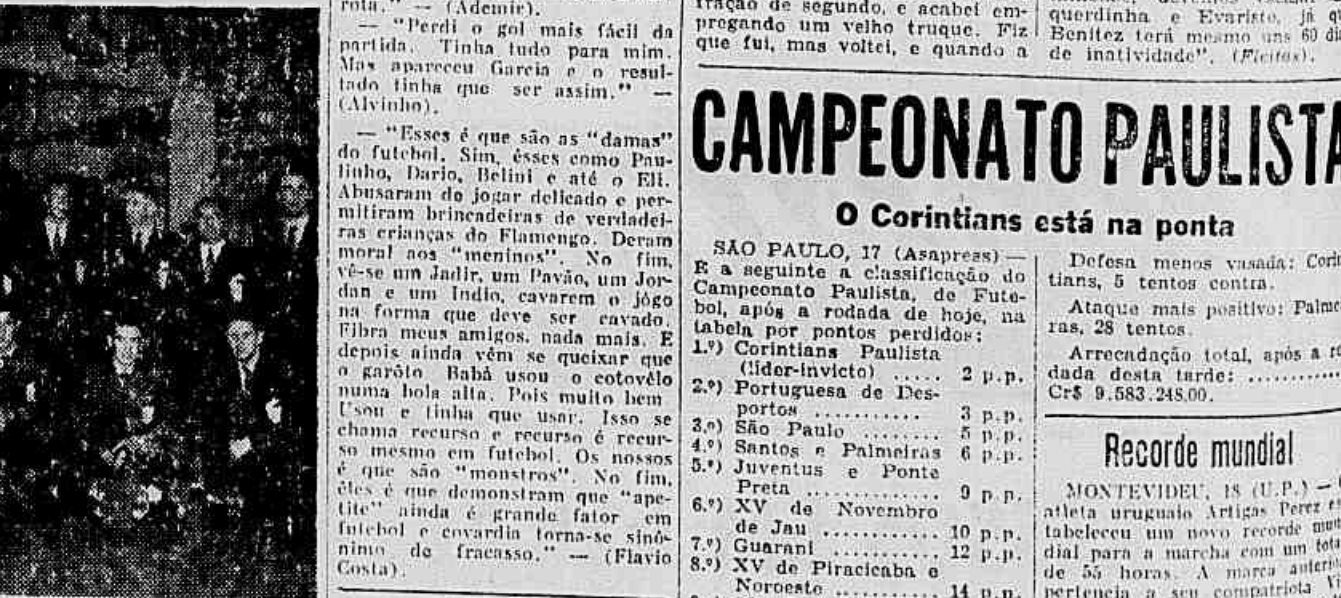 rota." — (Ademir).
— "Perdi o gol mais fácil da
partida. Tinha tudo para mim.
Mas apareceu Garcia e o resul-
tado tinha que ser assim." —
(Alvinho).
— "Esses é que são as "damas"
do futebol. Sim, êsses como Pau-
linho, Dario, Belini e até o Eli.
Abusaram do jogar delicado e per-
mitiram brincadeiras de verdadei-
ras crianças do Flamengo. Deram
moral aos "meninos". No fim,
vê-se um Jadir, um Pavão, um Jor-
dan e um Indio, cavarem o jôgo
na forma que deve ser cavado.
Fibra meus amigos, nada mais. E
depois ainda vêm se queixar que
o garôto Babá usou o cotovêlo
numa bola alta. Pois muito bem
Usou e tinha que usar. Isso se
chama recurso e recurso é recur-
so mesmo em futebol. Os nossos
é que são "monstros". No fim,
êles é que demonstram que "ape-
tite" ainda é grande fator em
futebol e covardia torna-se sinô-
nimo de fracasso." — (Flavio
Costa).
fração de segundo, e acabei em-
pregando um velho truque. Fiz
que fui, mas voltei, e quando a
querdinha e Evaristo, já
Benitez terá mesmo uns 60
de inatividade". (Fleitas).
CAMPEONATO PAULISTA
O Corintians está na ponta
SÃO PAULO, 17 (Asapress) —
E a seguinte a classificação do
Campeonato Paulista, de Fute-
bol, após a rodada de hoje, na
tabela por pontos perdidos:
1.º) Corintians Paulista
(líder-invicto) ..... 2 p.p.
2.º) Portuguesa de Des-
portos ........... 3 p.p.
3.º) São Paulo ........ 5 p.p.
4.º) Santos e Palmeiras 6 p.p.
5.º) Juventus e Ponte
Preta ............. 9 p.p.
6.º) XV de Novembro
de Jau ........... 10 p.p.
7.º) Guarani ........... 12 p.p.
8.º) XV de Piracicaba e
Noroeste .......... 14 p.p.
Defesa menos vasada:
tians, 5 tentos contra.
Ataque mais positivo:
ras, 28 tentos.
Arrecadação total, após a
dada desta tarde: ...........
Cr$ 9.583.248,00.
Recorde mundial
MONTEVIDEU, 18 (U.P.) —
atleta uruguaio Artigas Perez
tabeleceu um novo recorde
dial para a marcha com um
de 55 horas. A marca
pertencia a seu compatriota